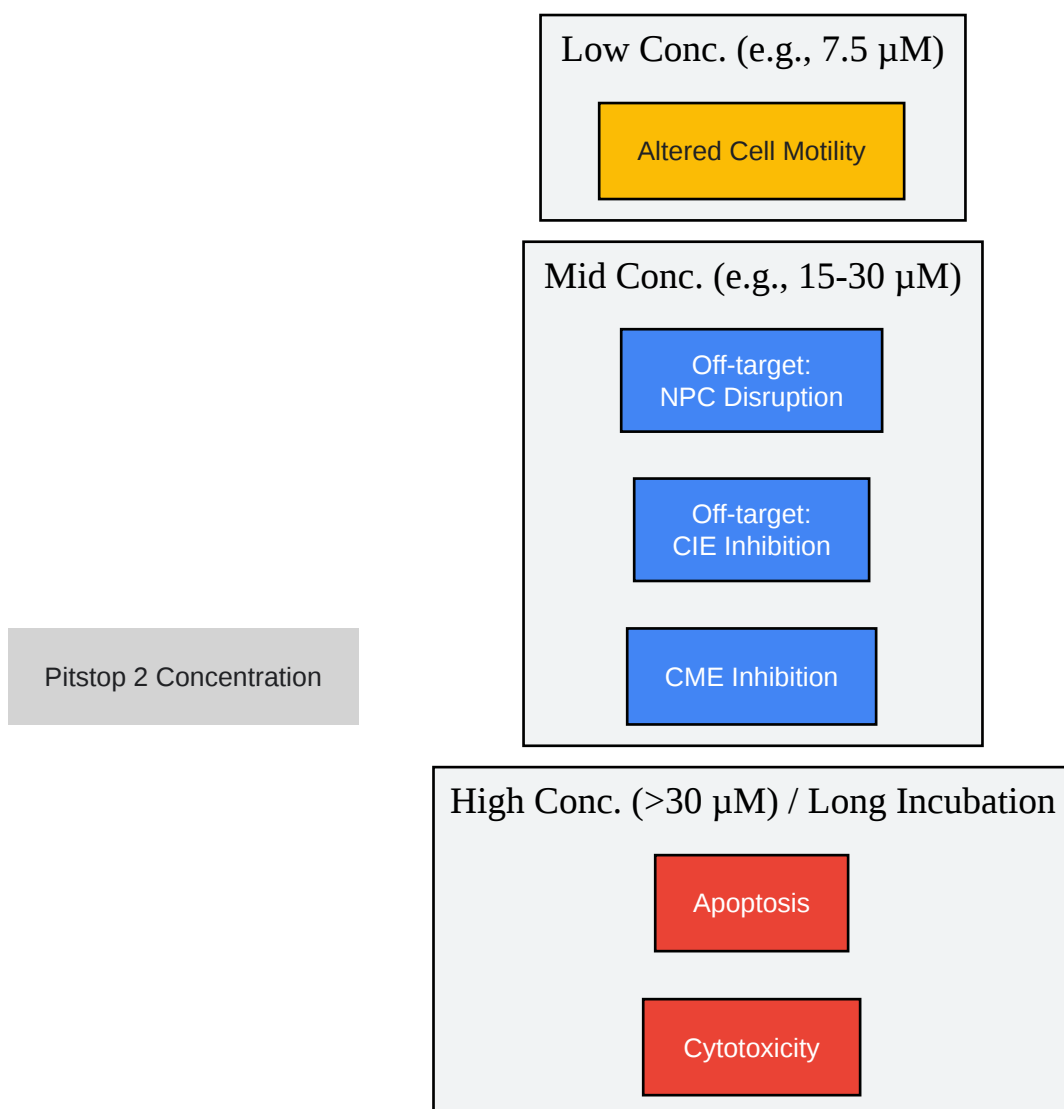 Low Conc. (e.g., 7.5 µM)
Altered Cell Motility
Mid Conc. (e.g., 15-30 µM)
Off-target:
NPC Disruption
Off-target:
CIE Inhibition
Pitstop 2 Concentration
CME Inhibition
High Conc. (>30 µM) / Long Incubation
Apoptosis
Cytotoxicity